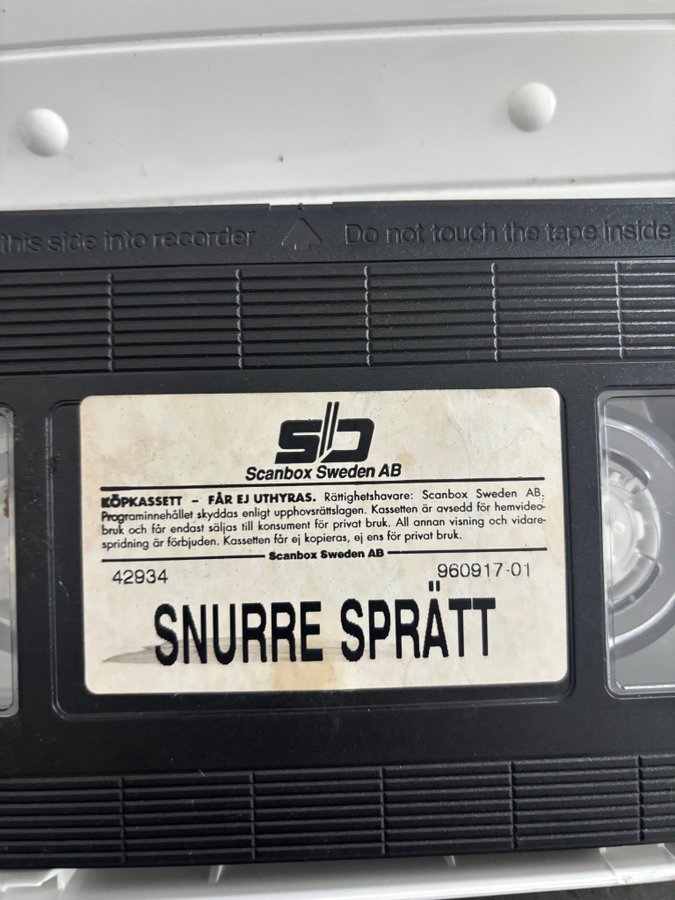 this side into recorder Do not touch the tape inside
Scanbox Sweden AB
KÖPKASSETT – FÅR EJ UTHYRAS. Rättighetshavare: Scanbox Sweden AB.
Programinnehållet skyddas enligt upphovsrättslagen. Kassetten är avsedd för hemvideo-
bruk och får endast säljas till konsument för privat bruk. All annan visning och vidare-
spridning är förbjuden. Kassetten får ej kopieras, ej ens för privat bruk.
Scanbox Sweden AB
42934 960917-01
SNURRE SPRÄTT